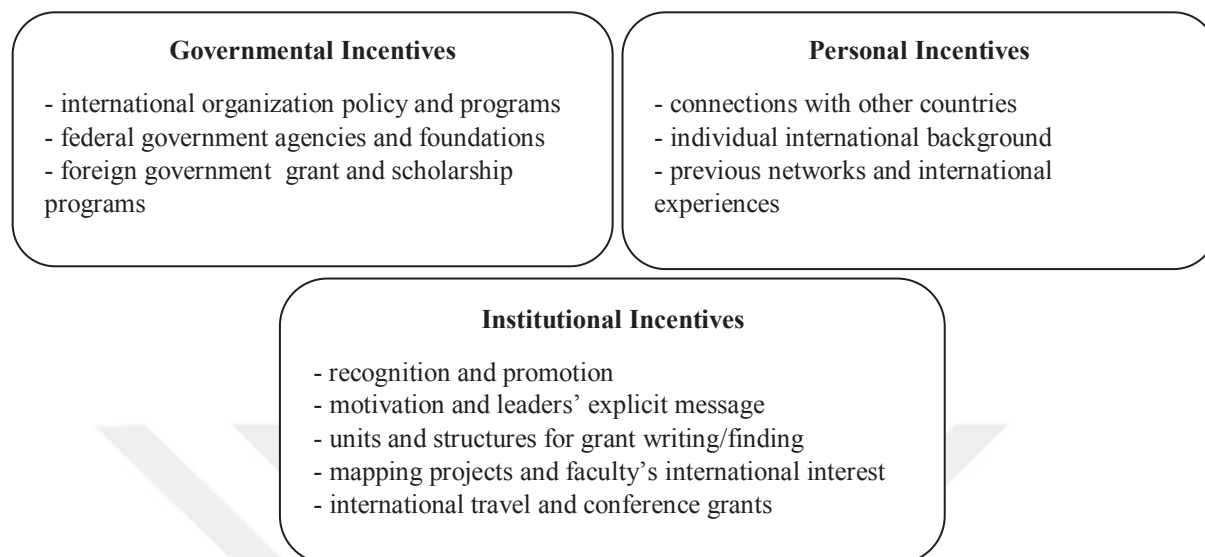 Governmental Incentives
- international organization policy and programs
- federal government agencies and foundations
- foreign government grant and scholarship
programs
Personal Incentives
- connections with other countries
- individual international background
- previous networks and international
experiences
Institutional Incentives
- recognition and promotion
- motivation and leaders’ explicit message
- units and structures for grant writing/finding
- mapping projects and faculty’s international interest
- international travel and conference grants